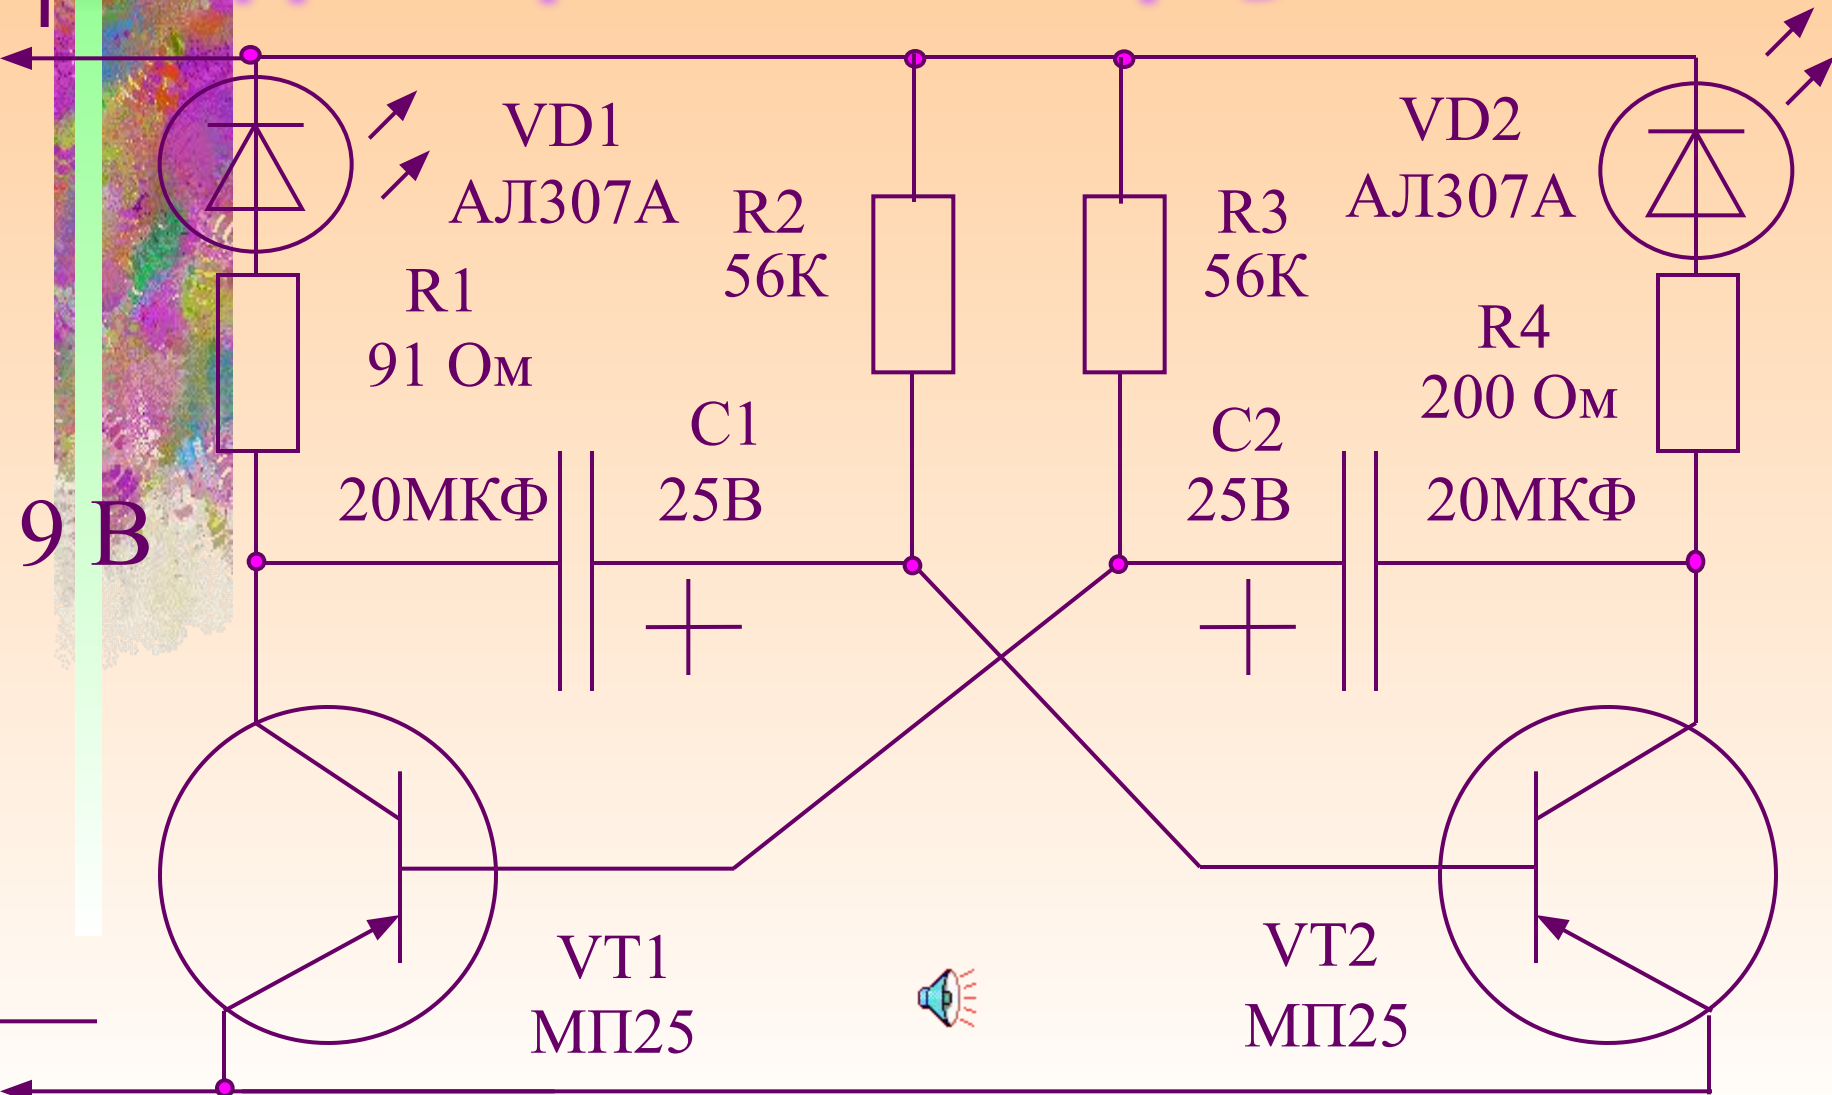 VD1
АЛ307А
VD2
АЛ307А
R2
56К
R3
56К
R1
91 Ом
R4
200 Ом
C1
C2
20МКФ
25В
25В
20МКФ
9 В
VT1
МП25
VT2
МП25